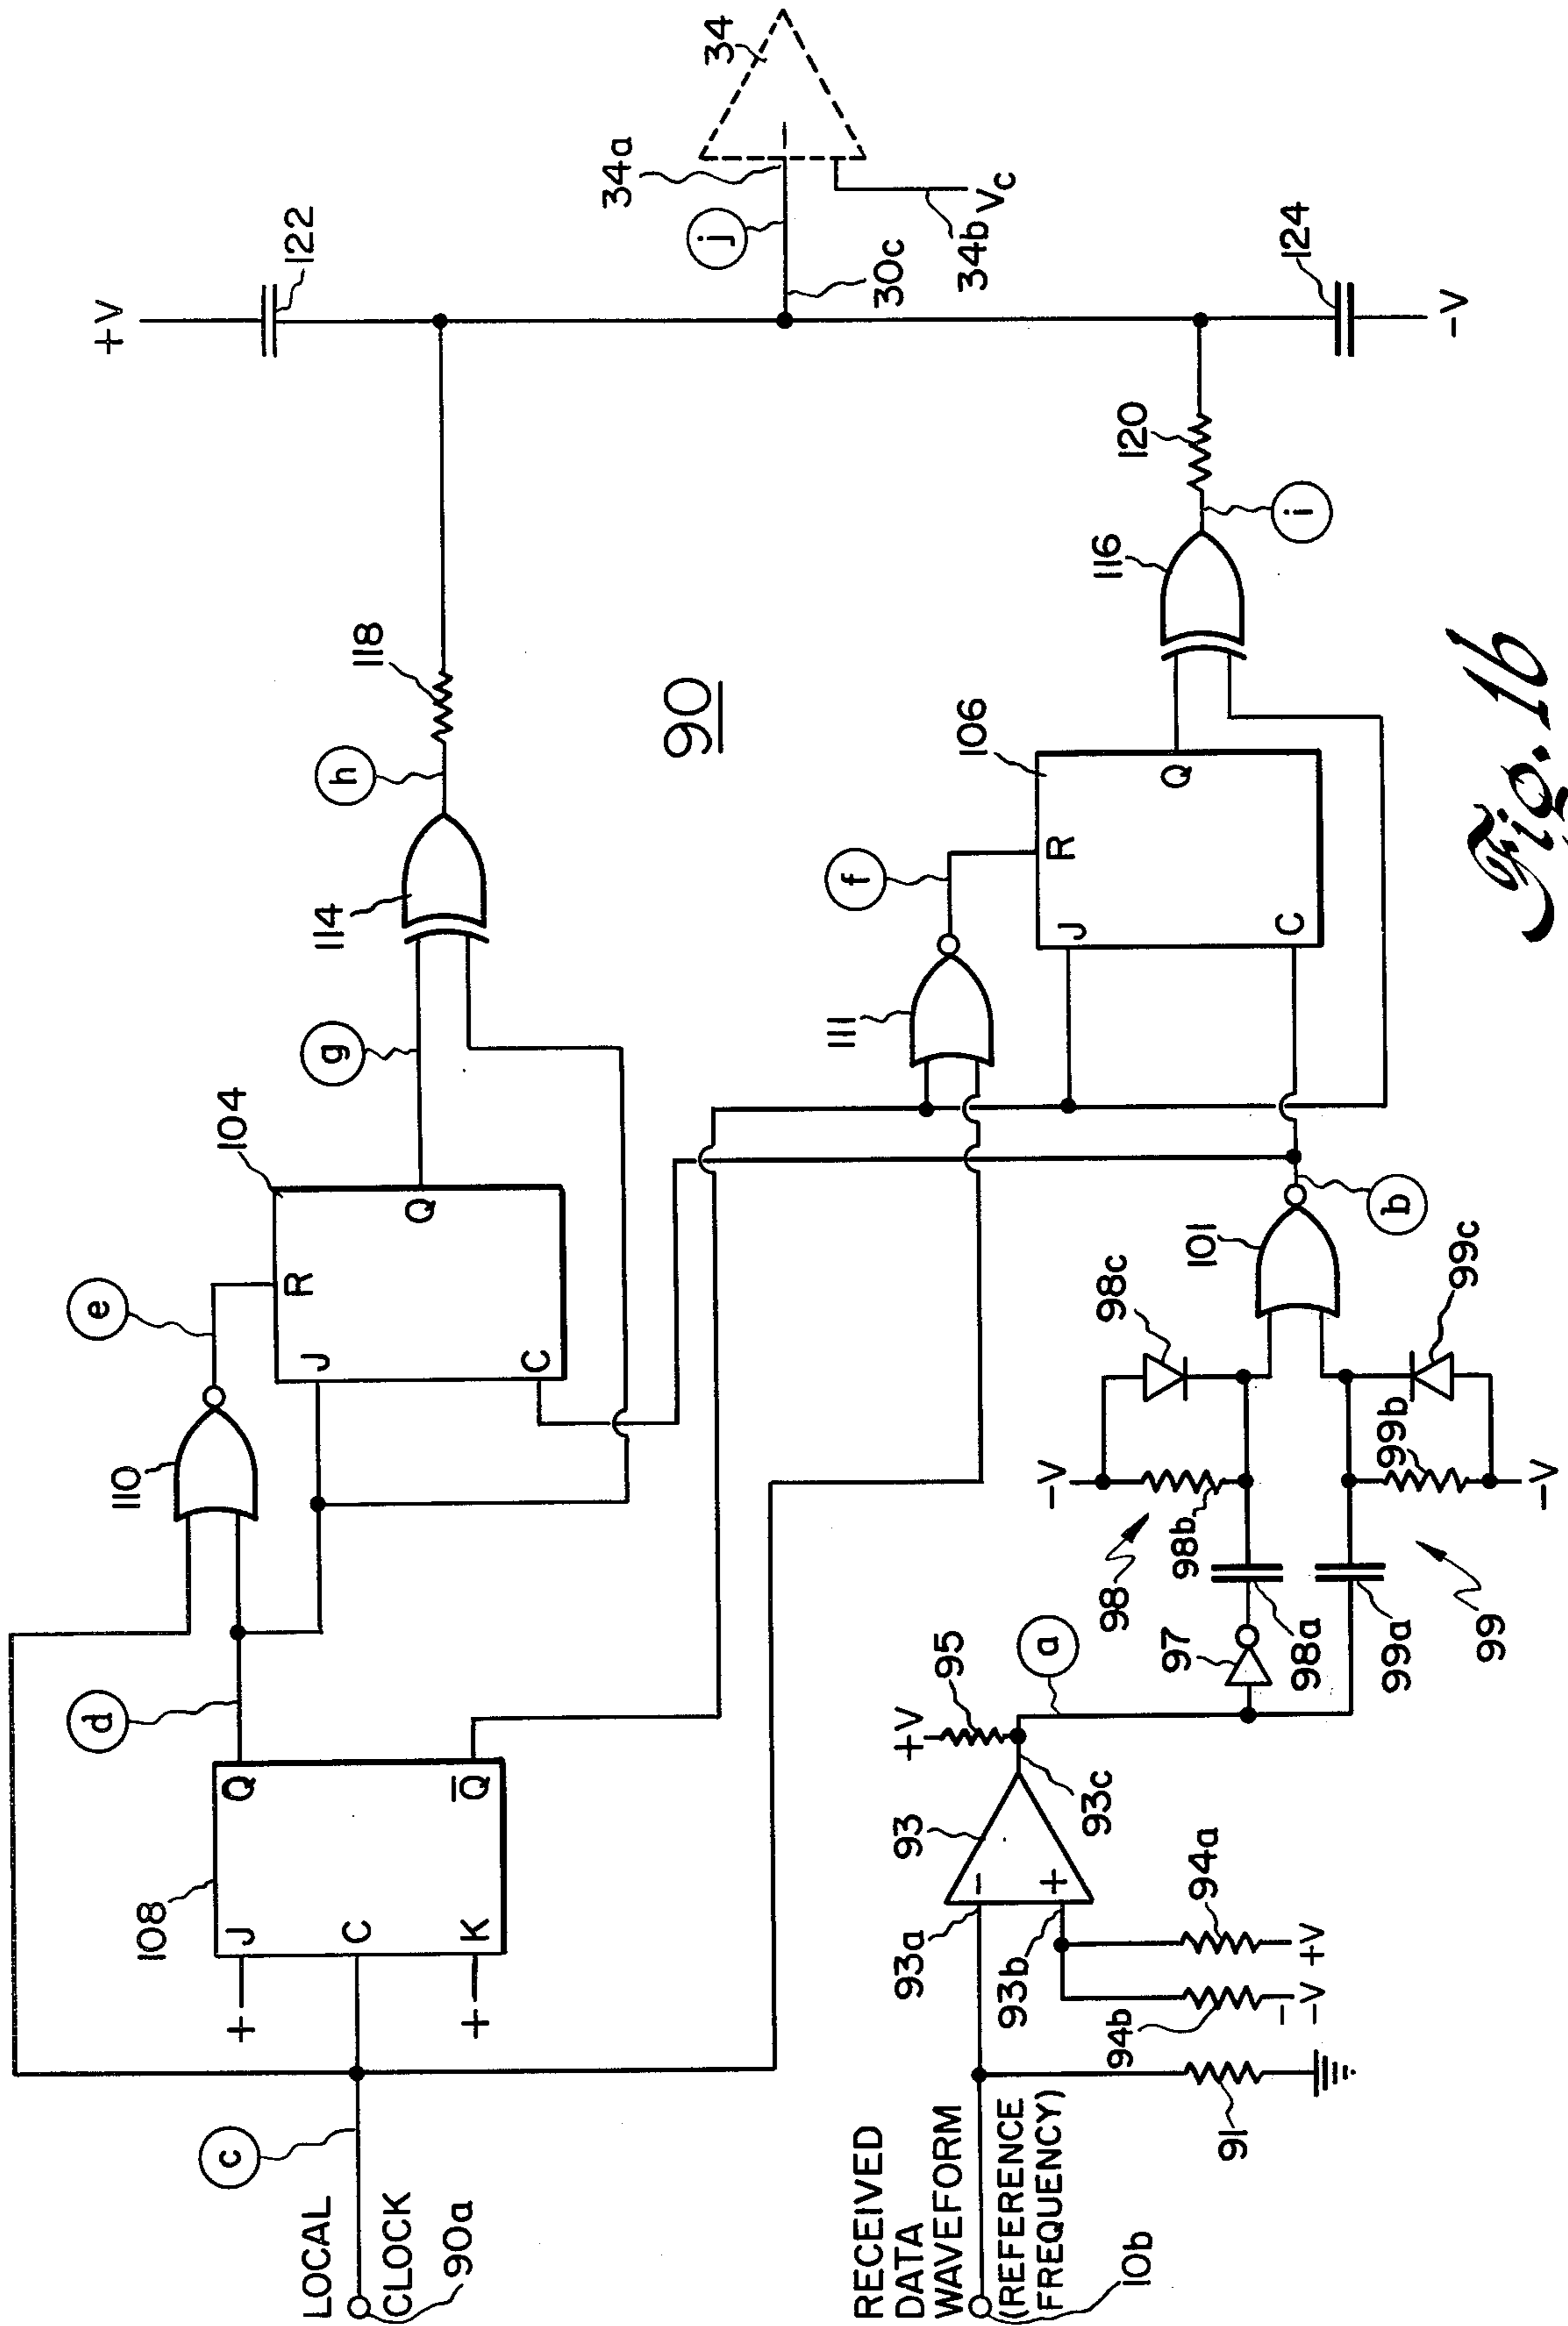 +V
122
34
34a
j
30c
34b
Vc
124
-V
118
h
114
g
90
120
i
116
106
Q
R
J
C
f
111
104
Q
R
J
C
e
110
d
108
Q
Q̅
J
C
K
+
+
c
LOCAL
CLOCK
90a
101
b
98c
99c
-V
98b
98
98a
99b
-V
99a
99
97
a
95
+V
93
93c
93a
93b
-
+
94a
+V
94b
-V
91
RECEIVED
DATA
WAVEFORM
(REFERENCE
FREQUENCY)
10b
Fig. 1b